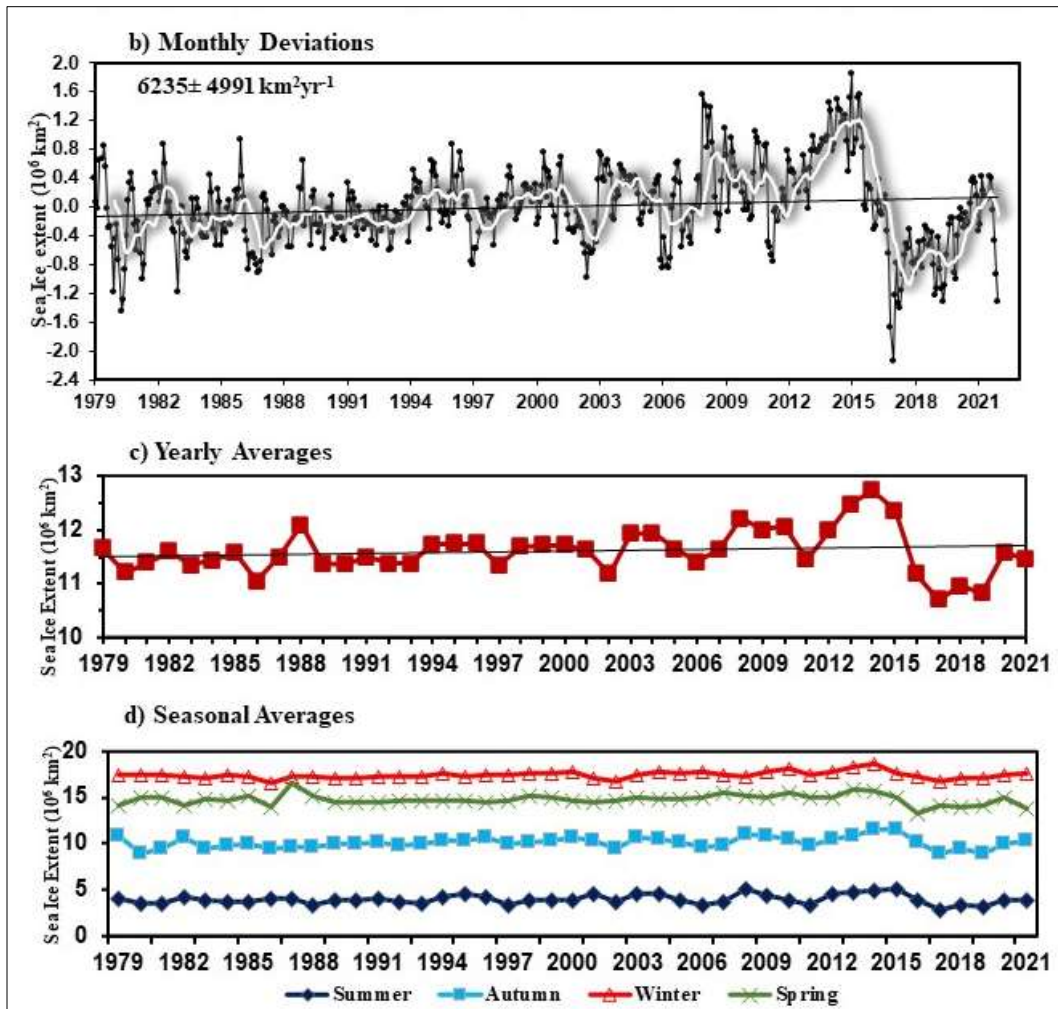 b) Monthly Deviations
6235± 4991 km²yr⁻¹
Sea Ice extent (10⁶ km²)
2.0
1.6
1.2
0.8
0.4
0.0
-0.4
-0.8
-1.2
-1.6
-2.0
-2.4
1979 1982 1985 1988 1991 1994 1997 2000 2003 2006 2009 2012 2015 2018 2021
c) Yearly Averages
Sea Ice Extent (10⁶ km²)
13
12
11
10
1979 1982 1985 1988 1991 1994 1997 2000 2003 2006 2009 2012 2015 2018 2021
d) Seasonal Averages
Sea Ice Extent (10⁶ km²)
20
15
10
5
0
1979 1982 1985 1988 1991 1994 1997 2000 2003 2006 2009 2012 2015 2018 2021
Summer Autumn Winter Spring